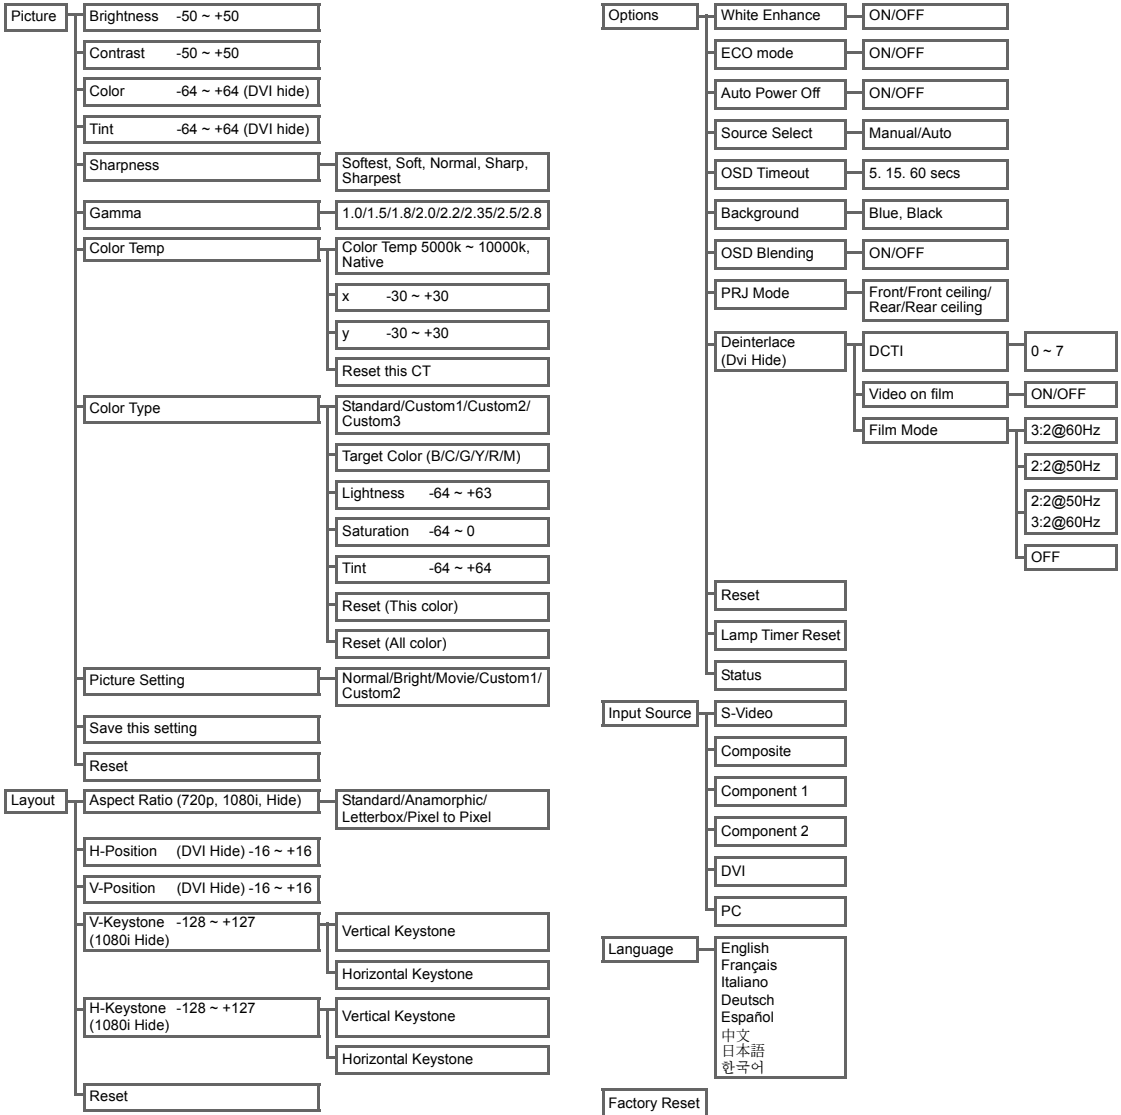 Picture
Brightness -50 ~ +50
Contrast -50 ~ +50
Color -64 ~ +64 (DVI hide)
Tint -64 ~ +64 (DVI hide)
Sharpness
Softest, Soft, Normal, Sharp,
Sharpest
Gamma
1.0/1.5/1.8/2.0/2.2/2.35/2.5/2.8
Color Temp
Color Temp 5000k ~ 10000k,
Native
x -30 ~ +30
y -30 ~ +30
Reset this CT
Color Type
Standard/Custom1/Custom2/
Custom3
Target Color (B/C/G/Y/R/M)
Lightness -64 ~ +63
Saturation -64 ~ 0
Tint -64 ~ +64
Reset (This color)
Reset (All color)
Picture Setting
Normal/Bright/Movie/Custom1/
Custom2
Save this setting
Reset
Layout
Aspect Ratio (720p, 1080i, Hide)
Standard/Anamorphic/
Letterbox/Pixel to Pixel
H-Position (DVI Hide) -16 ~ +16
V-Position (DVI Hide) -16 ~ +16
V-Keystone -128 ~ +127
(1080i Hide)
Vertical Keystone
Horizontal Keystone
H-Keystone -128 ~ +127
(1080i Hide)
Vertical Keystone
Horizontal Keystone
Reset
Options
White Enhance
ON/OFF
ECO mode
ON/OFF
Auto Power Off
ON/OFF
Source Select
Manual/Auto
OSD Timeout
5. 15. 60 secs
Background
Blue, Black
OSD Blending
ON/OFF
PRJ Mode
Front/Front ceiling/
Rear/Rear ceiling
Deinterlace
(Dvi Hide)
DCTI
0 ~ 7
Video on film
ON/OFF
Film Mode
3:2@60Hz
2:2@50Hz
2:2@50Hz
3:2@60Hz
OFF
Reset
Lamp Timer Reset
Status
Input Source
S-Video
Composite
Component 1
Component 2
DVI
PC
Language
English
Français
Italiano
Deutsch
Español
中文
日本語
한국어
Factory Reset